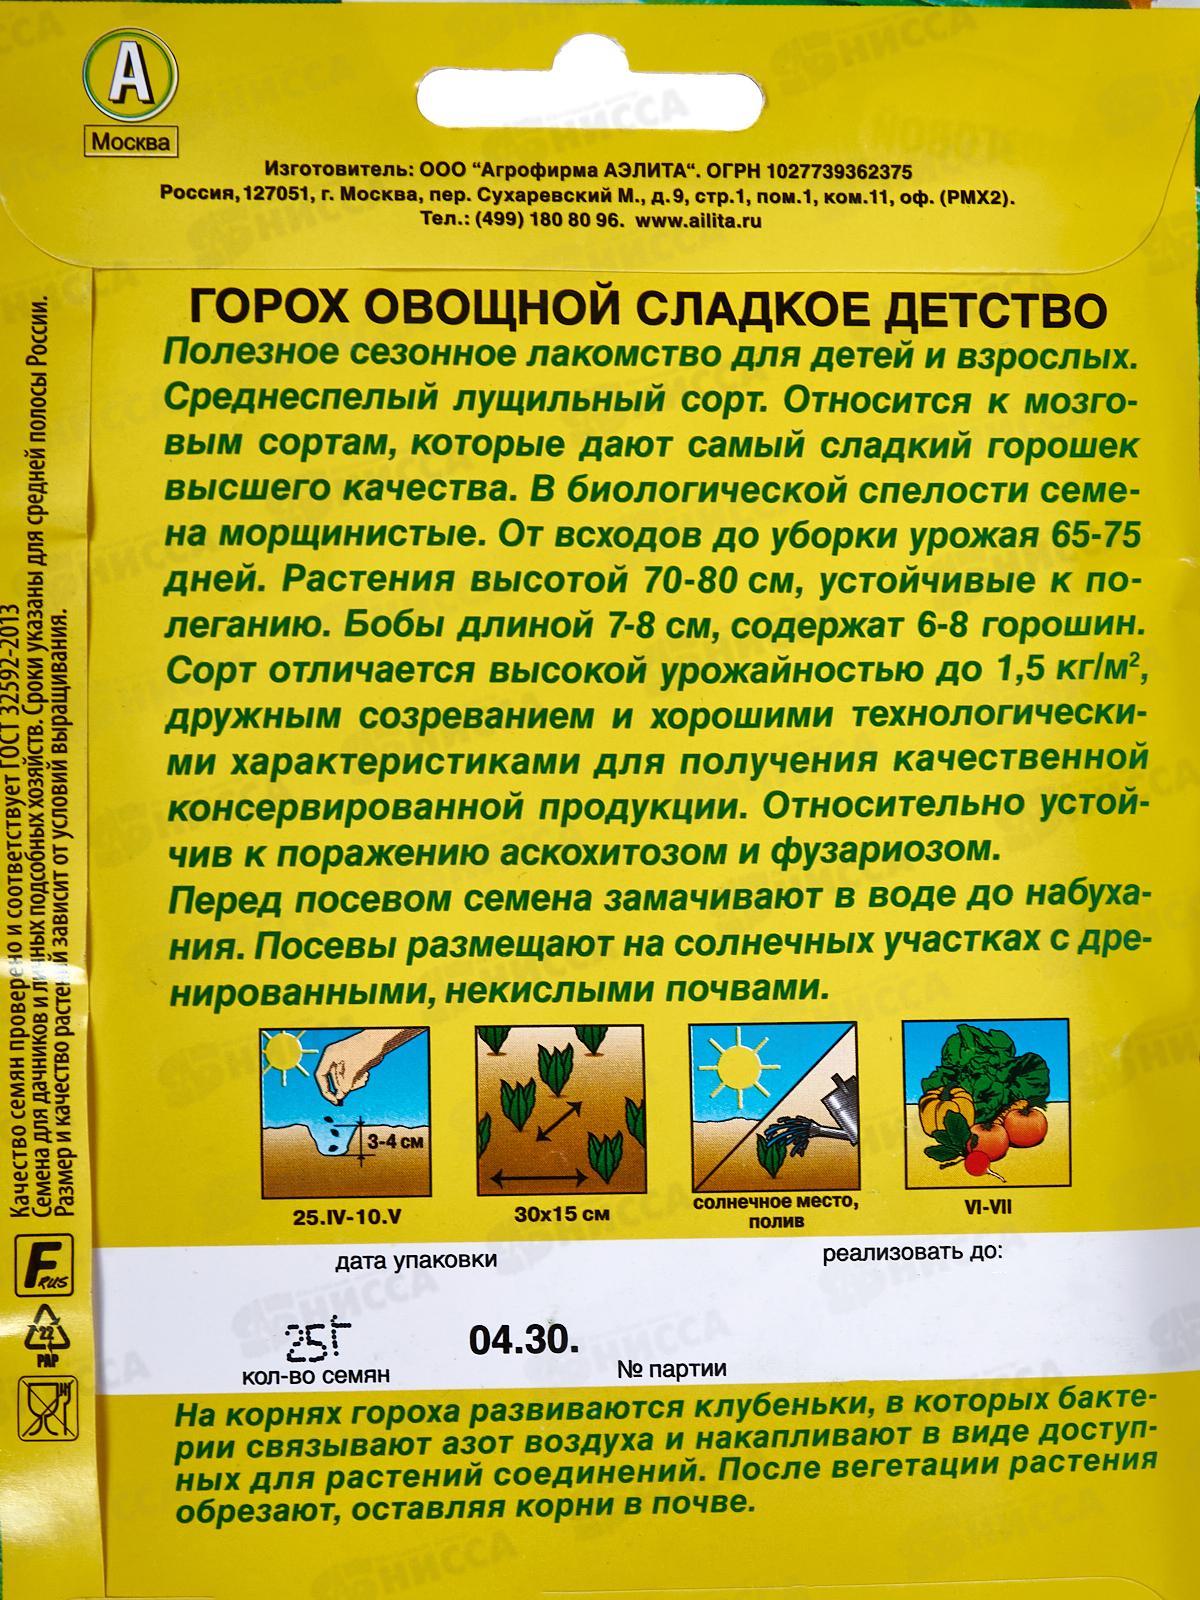 А
Москва
Изготовитель: ООО “Агрофирма АЭЛИТА“. ОГРН 1027739362375
Россия, 127051, г. Москва, пер. Сухаревский М., д.9, стр.1, пом.1, ком.11, оф. (РМХ2).
Тел.: (499) 180 80 96. www.ailita.ru
ГОРОХ ОВОЩНОЙ СЛАДКОЕ ДЕТСТВО
Полезное сезонное лакомство для детей и взрослых.
Среднеспелый лущильный сорт. Относится к мозго-
вым сортам, которые дают самый сладкий горошек
высшего качества. В биологической спелости семе-
на морщинистые. От всходов до уборки урожая 65-75
дней. Растения высотой 70-80 см, устойчивые к по-
леганию. Бобы длиной 7-8 см, содержат 6-8 горошин.
Сорт отличается высокой урожайностью до 1,5 кг/м²,
дружным созреванием и хорошими технологически-
ми характеристиками для получения качественной
консервированной продукции. Относительно устой-
чив к поражению аскохитозом и фузариозом.
Перед посевом семена замачивают в воде до набуха-
ния. Посевы размещают на солнечных участках с дре-
нированными, некислыми почвами.
3-4 см
25.IV-10.V
30х15 см
солнечное место,
полив
VI-VII
дата упаковки
реализовать до:
25г
04.30.
кол-во семян
№ партии
На корнях гороха развиваются клубеньки, в которых бакте-
рии связывают азот воздуха и накапливают в виде доступ-
ных для растений соединений. После вегетации растения
обрезают, оставляя корни в почве.
Качество семян проверено и соответствует ГОСТ 32592-2013
Семена для дачников и личных подсобных хозяйств. Сроки указаны для средней полосы России.
Размер и качество растений зависит от условий выращивания.
F RUS
22
PAP
НИССА